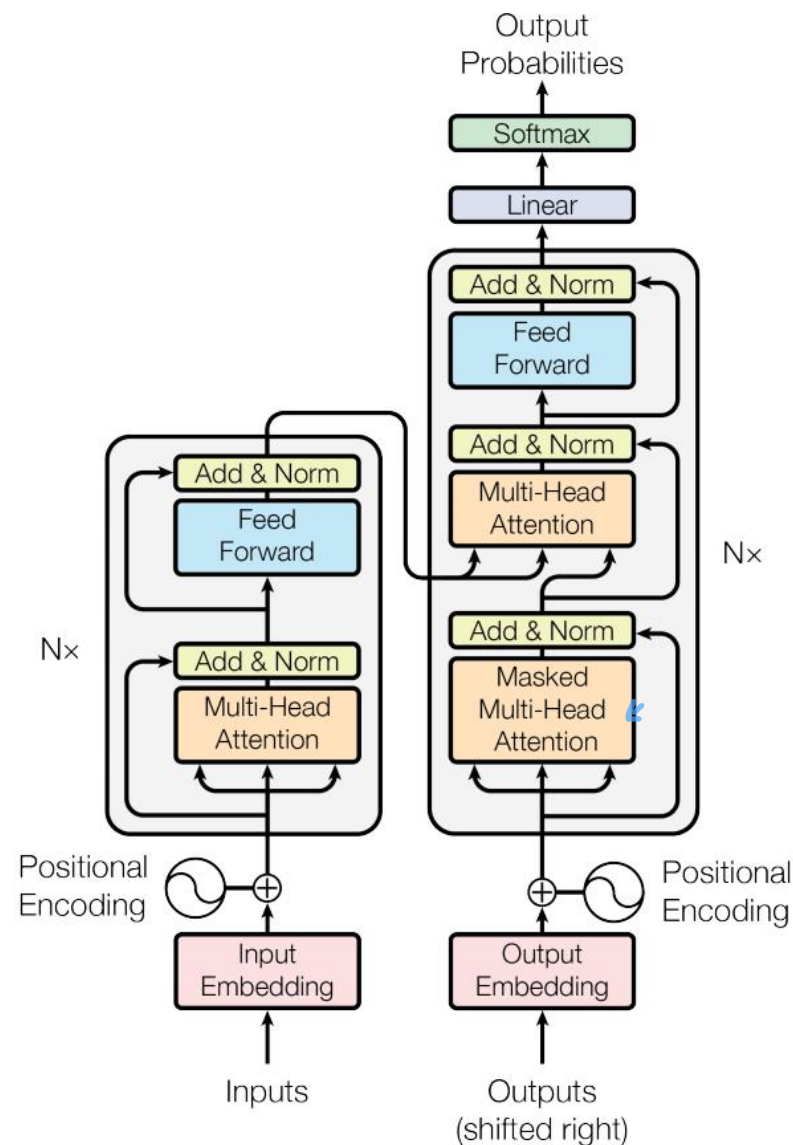 Output
Probabilities
Softmax
Linear
Add & Norm
Feed
Forward
Add & Norm
Multi-Head
Attention
Add & Norm
Masked
Multi-Head
Attention
Nx
Add & Norm
Feed
Forward
Add & Norm
Multi-Head
Attention
Nx
Positional
Encoding
Positional
Encoding
Input
Embedding
Output
Embedding
Inputs
Outputs
(shifted right)